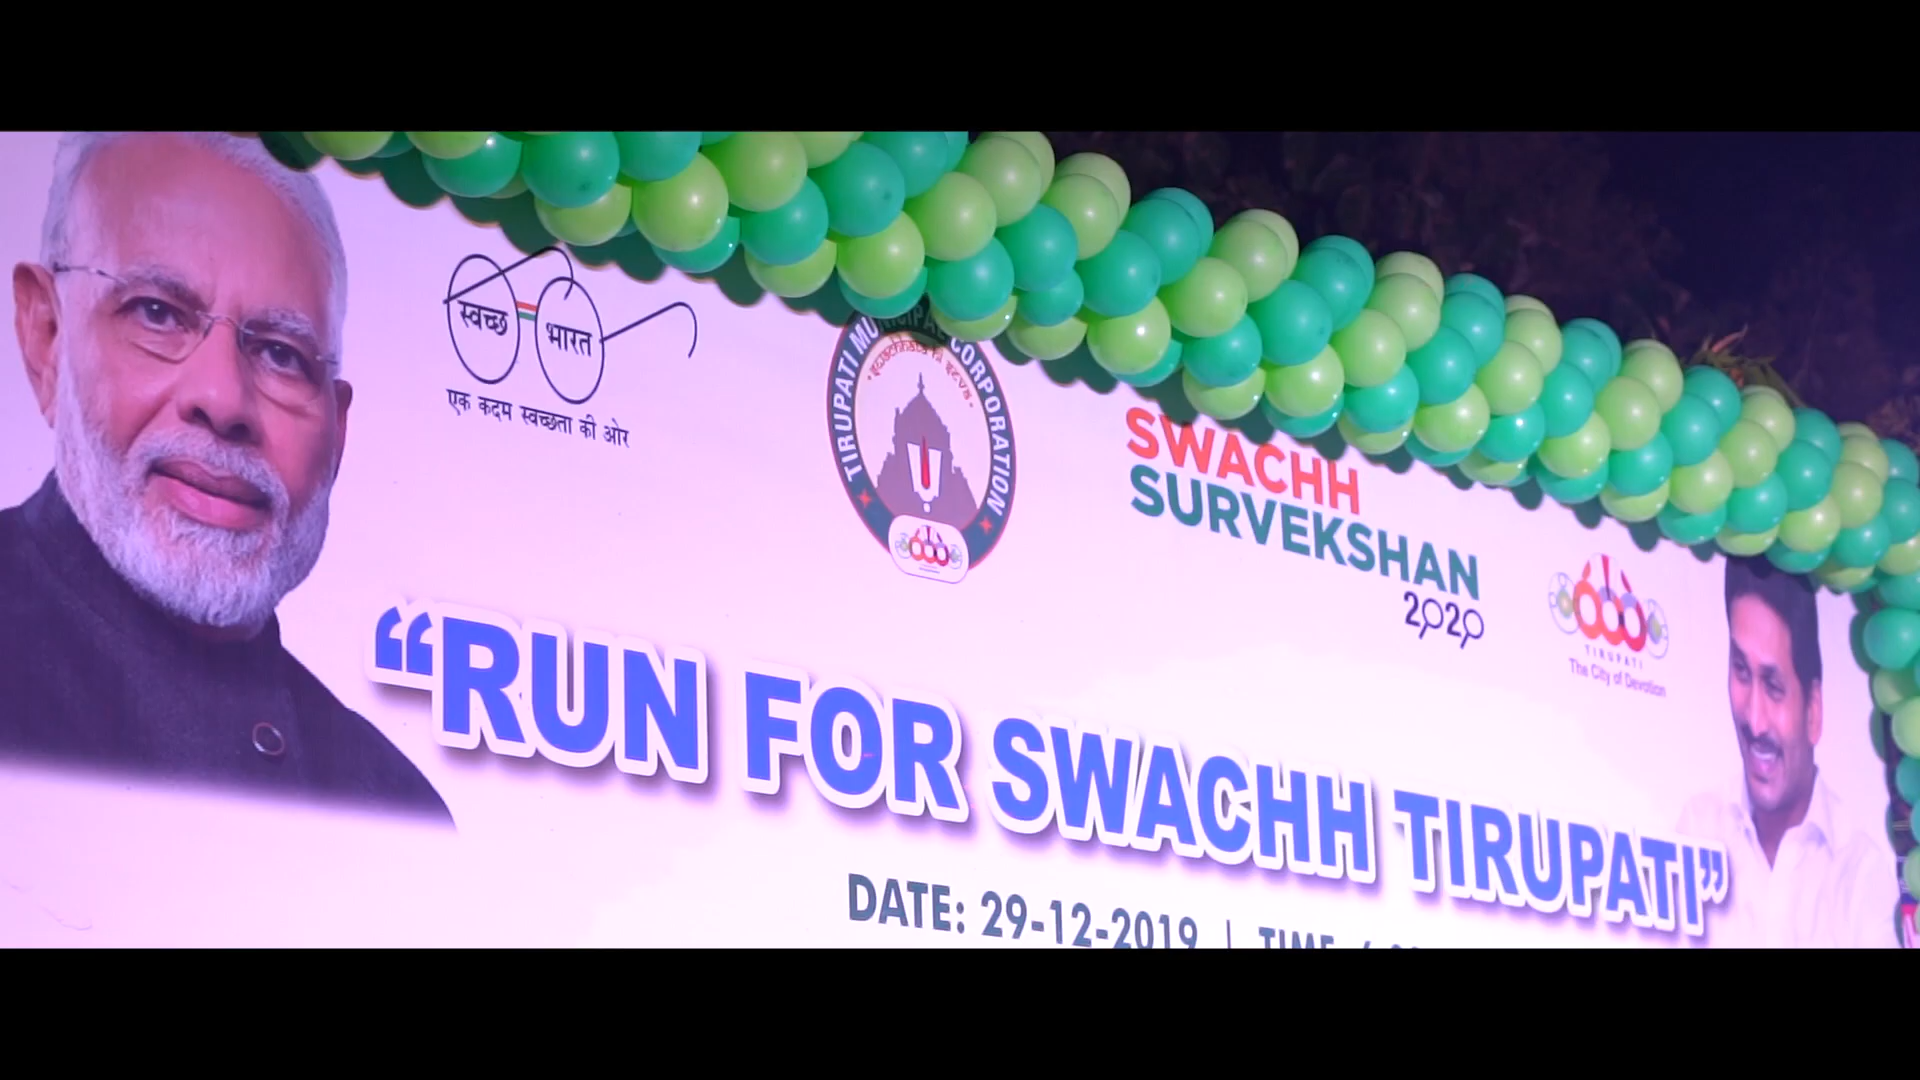 स्वच्छ भारत
एक कदम स्वच्छता की ओर
TIRUPATI MUNICIPAL CORPORATION
SWACHH
SURVEKSHAN
2020
TIRUPATI
The City of Devotion
“RUN FOR SWACHH TIRUPATI”
DATE: 29-12-2019 | TIME